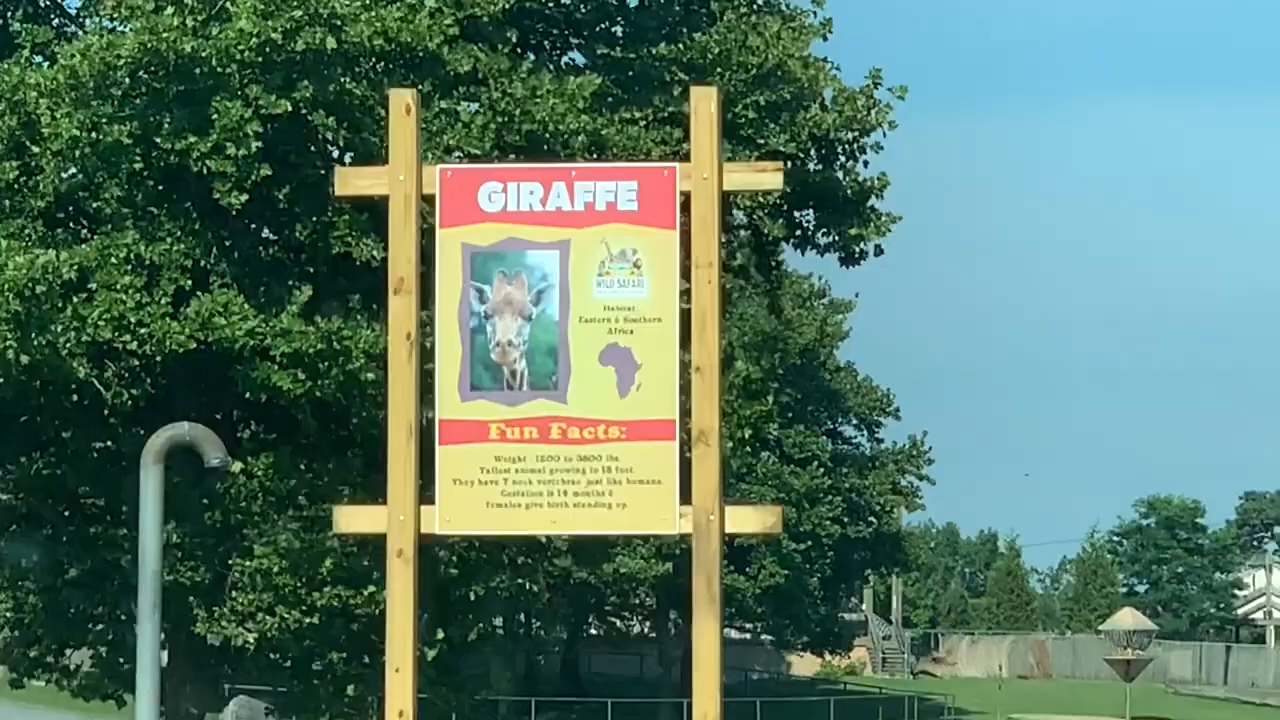 GIRAFFE
WILD SAFARI
Habitat:
Eastern & Southern
Africa
Fun Facts:
Weight: 1200 to 3800 lbs.
Tallest animal growing to 18 feet.
They have 7 neck vertebrae just like humans.
Gestation is 14 months &
females give birth standing up.